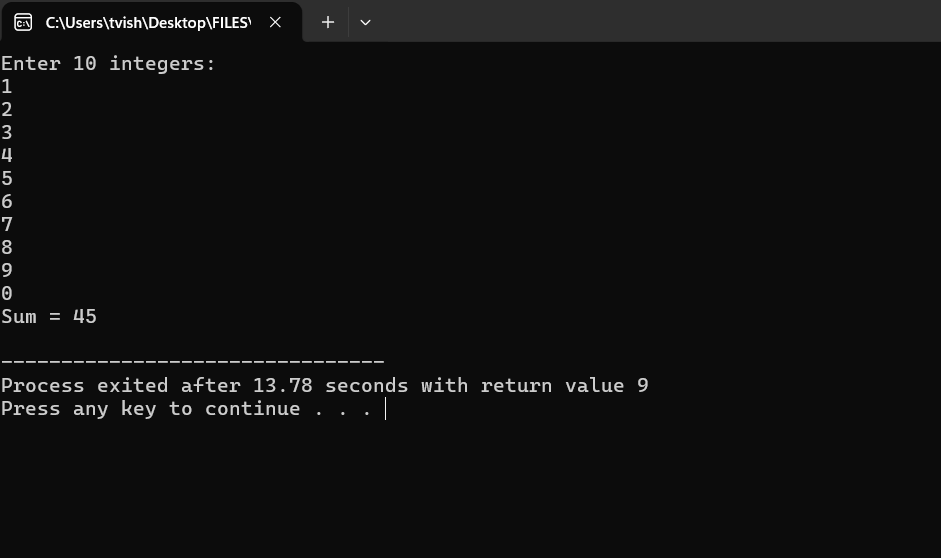 C:\Users\tvish\Desktop\FILES\
Enter 10 integers:
1
2
3
4
5
6
7
8
9
0
Sum = 45
--------------------------------
Process exited after 13.78 seconds with return value 9
Press any key to continue . . .